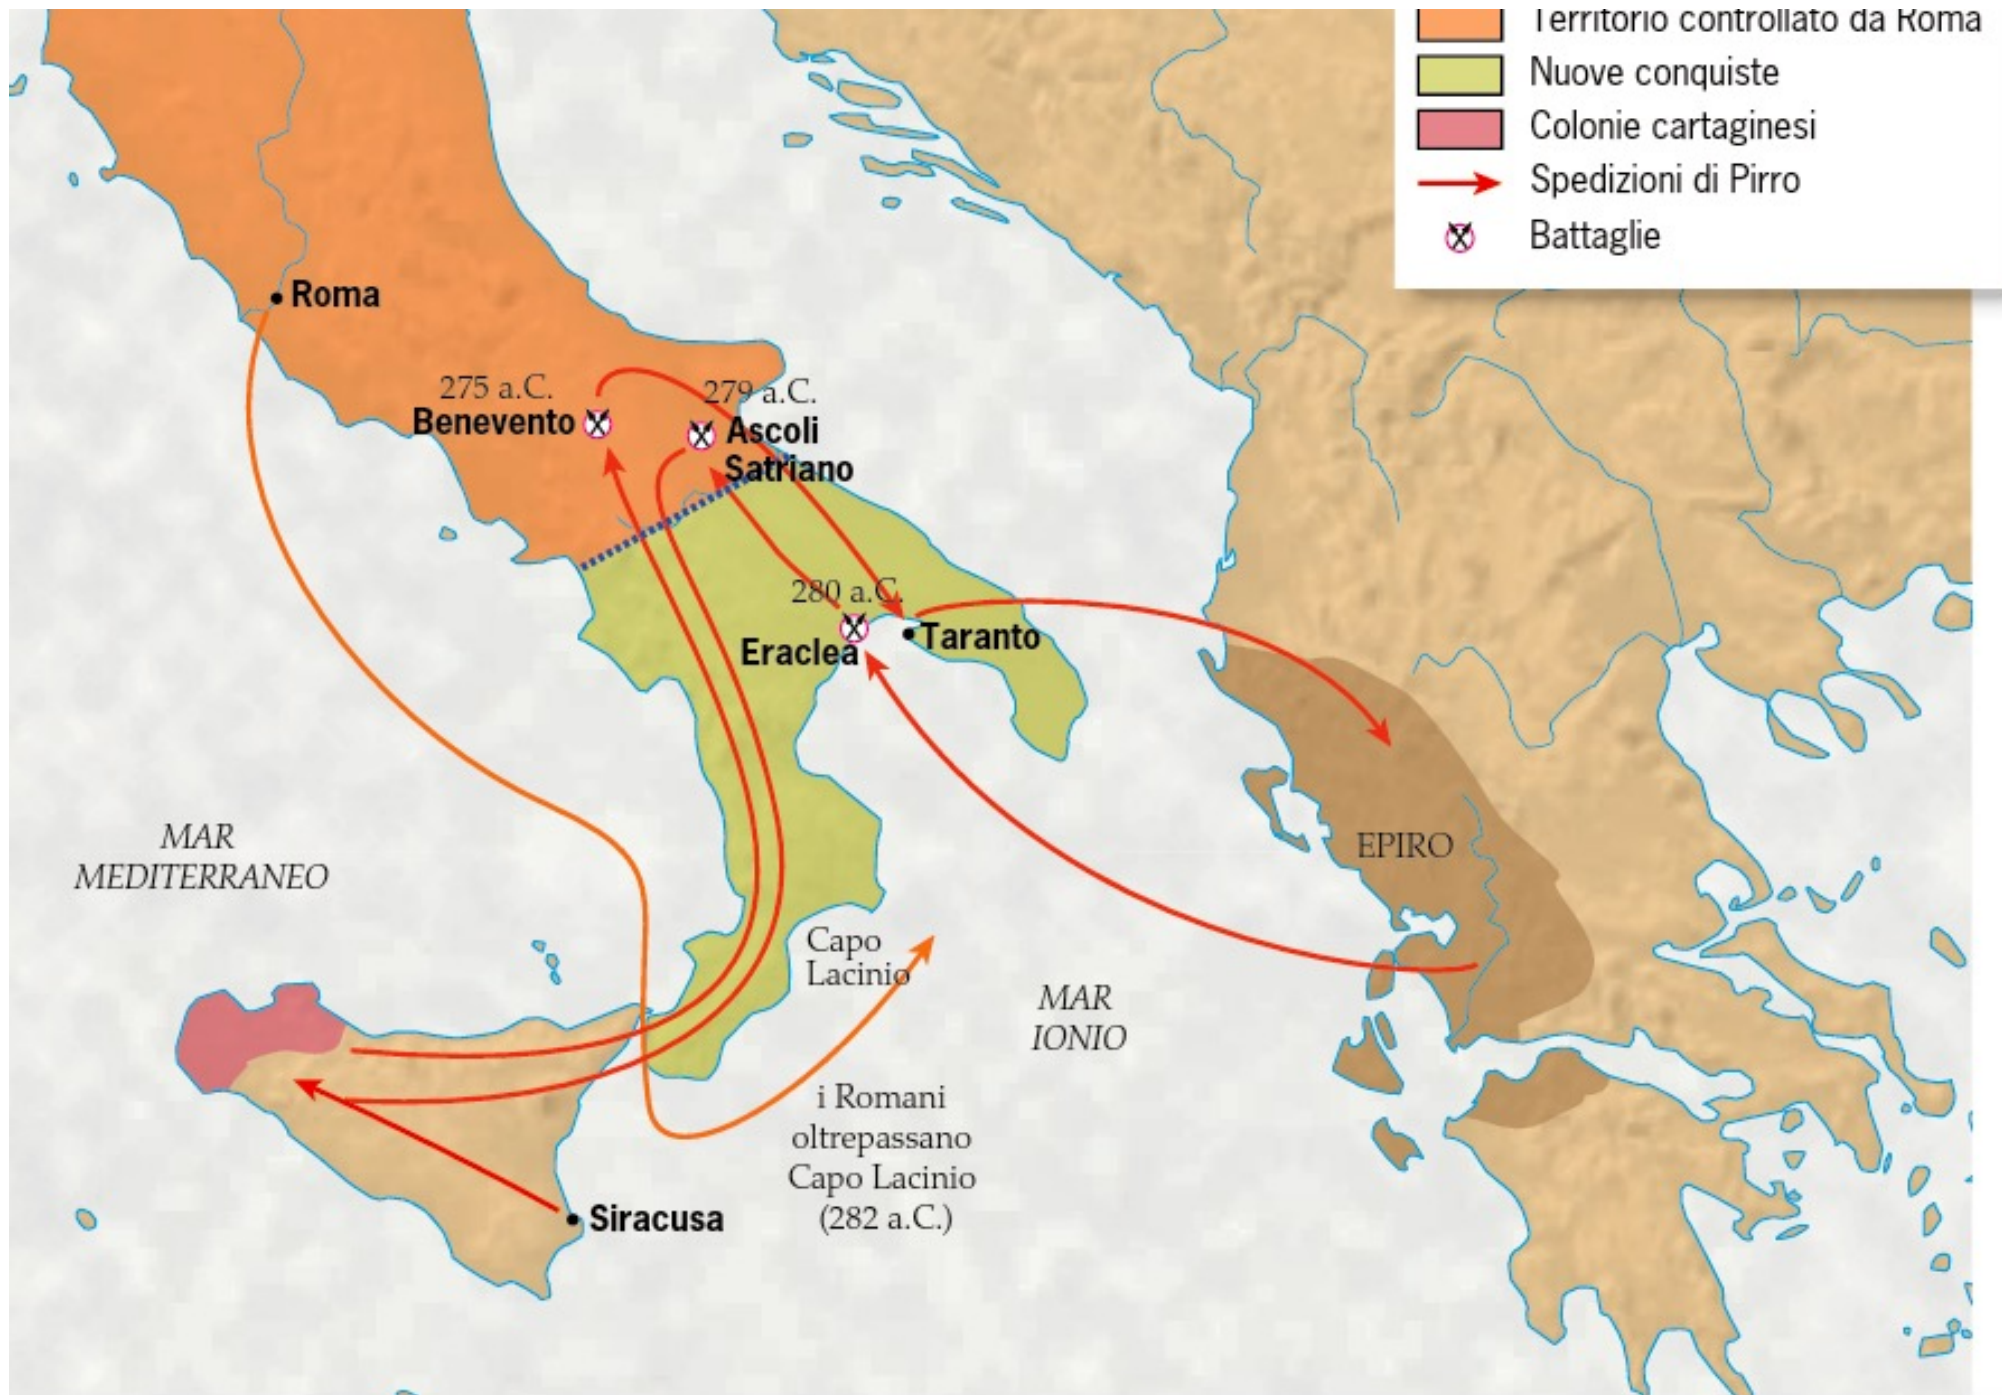 Territorio controllato da Roma
Nuove conquiste
Colonie cartaginesi
Spedizioni di Pirro
Battaglie
Roma
275 a.C.
Benevento
279 a.C.
Ascoli
Satriano
280 a.C.
Eraclea
Taranto
EPIRO
MAR
MEDITERRANEO
Capo
Lacinio
MAR
IONIO
i Romani
oltrepassano
Capo Lacinio
(282 a.C.)
Siracusa